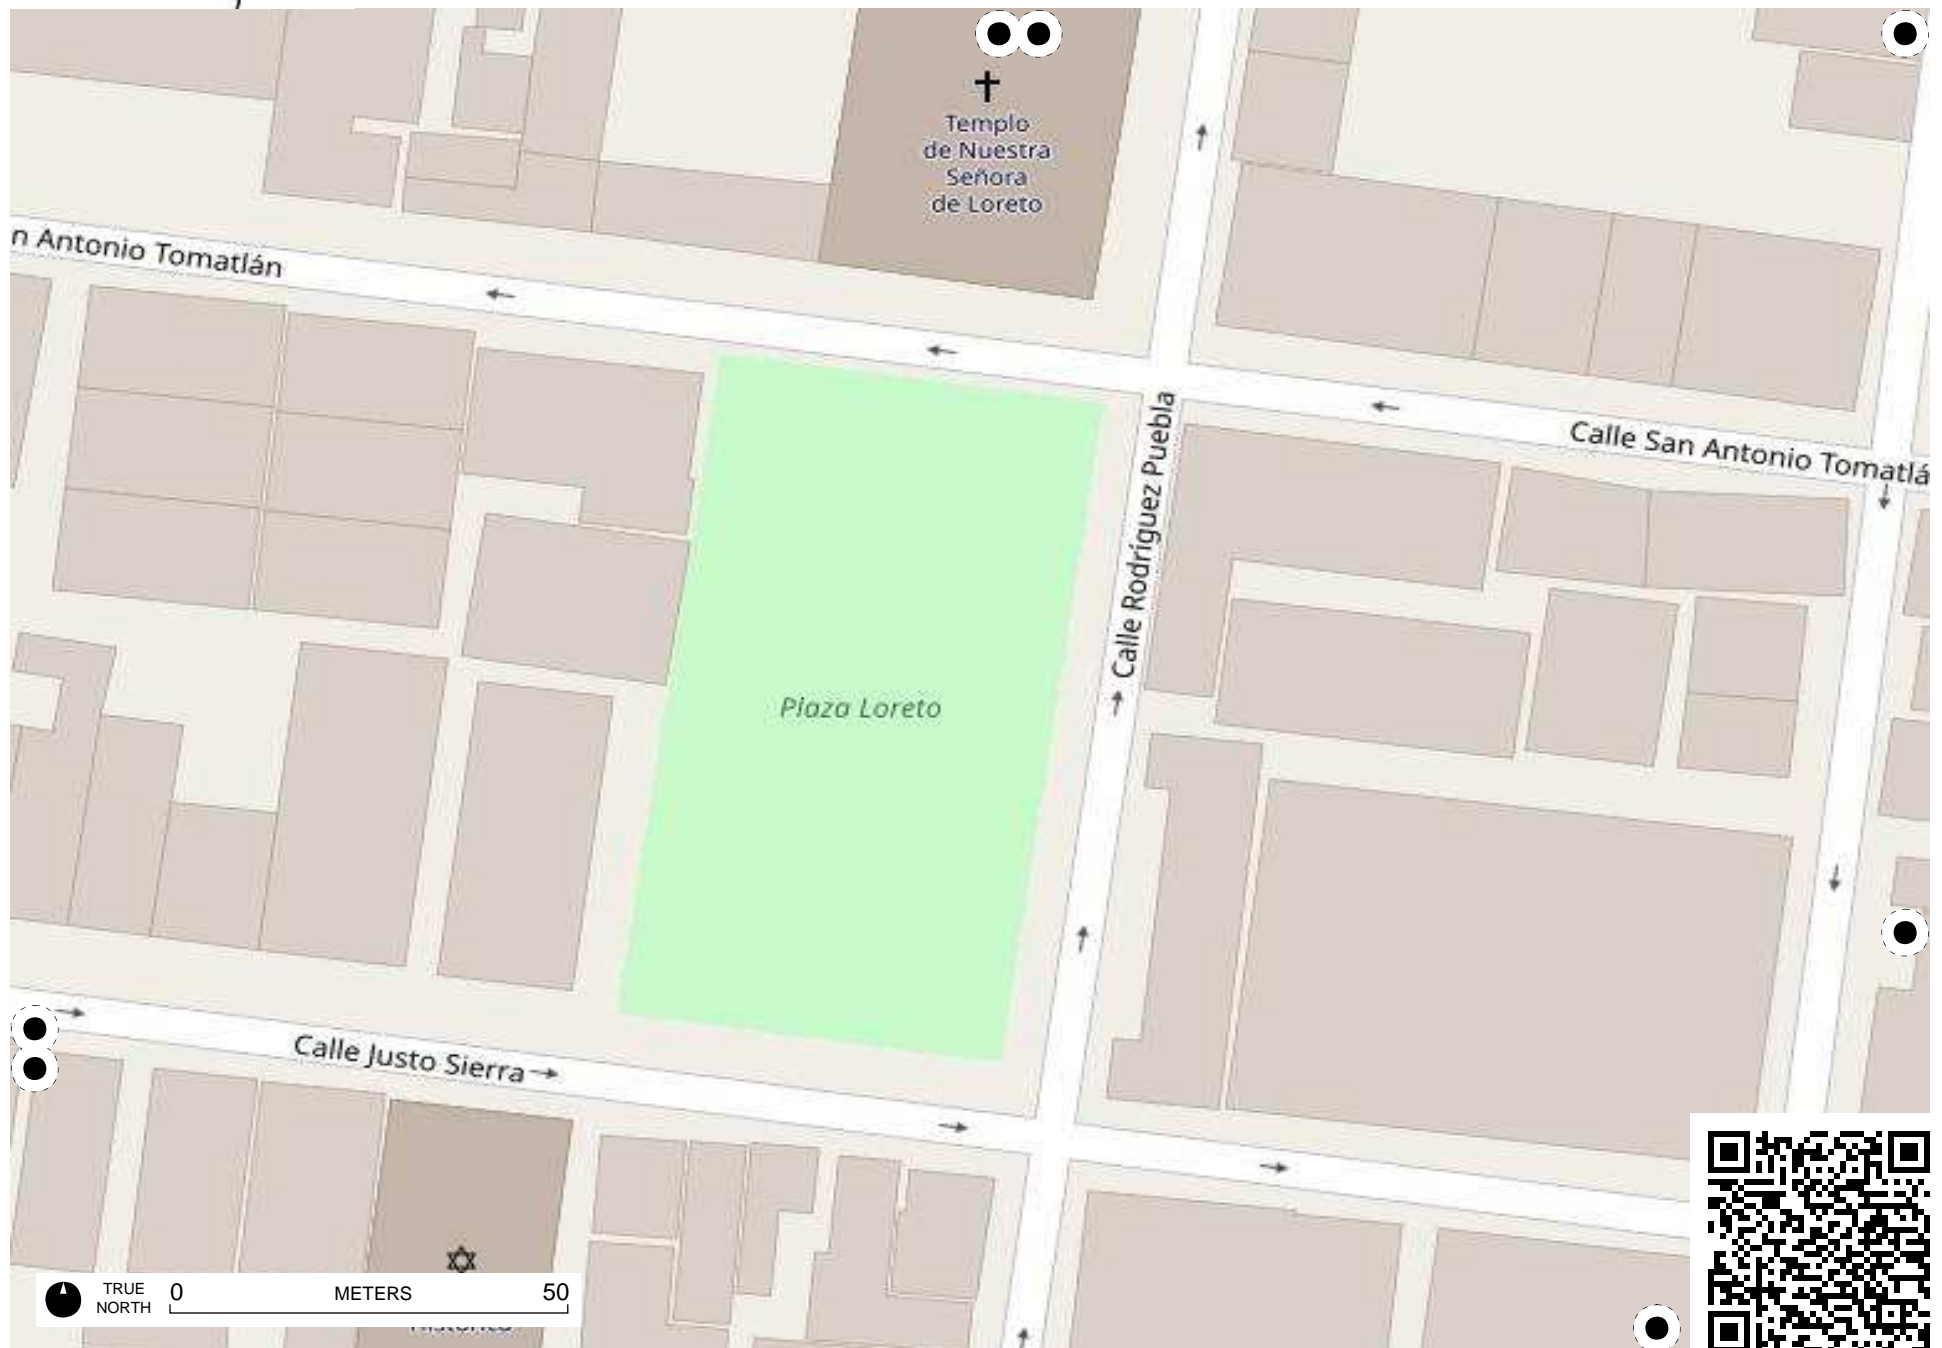 Templo
de Nuestra
Señora
de Loreto
n Antonio Tomatlán
Calle San Antonio Tomatlá
Calle Rodríguez Puebla
Plaza Loreto
Calle Justo Sierra
TRUE
NORTH
0
METERS
50